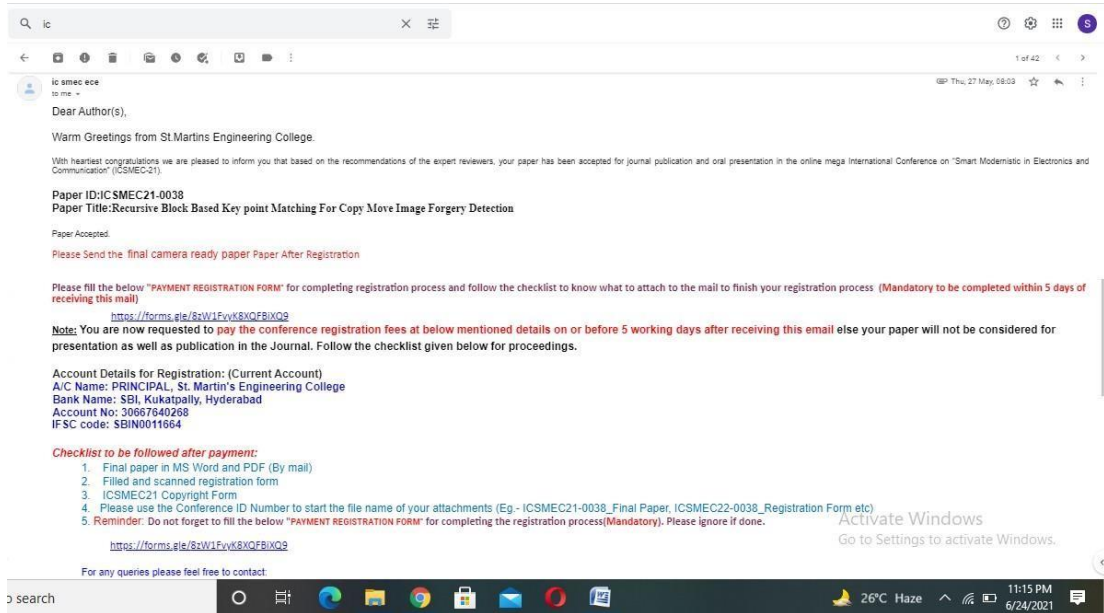 ic
S
1 of 42
ic smec ece
to me
Thu, 27 May, 09:03
Dear Author(s),
Warm Greetings from St.Martins Engineering College.
With heartiest congratulations we are pleased to inform you that based on the recommendations of the expert reviewers, your paper has been accepted for journal publication and oral presentation in the online mega International Conference on "Smart Modernistic in Electronics and
Communication" (ICSMEC-21).
Paper ID:ICSMEC21-0038
Paper Title:Recursive Block Based Key point Matching For Copy Move Image Forgery Detection
Paper Accepted.
Please Send the final camera ready paper Paper After Registration
Please fill the below "PAYMENT REGISTRATION FORM" for completing registration process and follow the checklist to know what to attach to the mail to finish your registration process (Mandatory to be completed within 5 days of
receiving this mail)
https://forms.gle/8zW1FvyK8XQFBiXQ9
Note: You are now requested to pay the conference registration fees at below mentioned details on or before 5 working days after receiving this email else your paper will not be considered for
presentation as well as publication in the Journal. Follow the checklist given below for proceedings.
Account Details for Registration: (Current Account)
A/C Name: PRINCIPAL, St. Martin's Engineering College
Bank Name: SBI, Kukatpally, Hyderabad
Account No: 30667640268
IFSC code: SBIN0011664
Checklist to be followed after payment:
1. Final paper in MS Word and PDF (By mail)
2. Filled and scanned registration form
3. ICSMEC21 Copyright Form
4. Please use the Conference ID Number to start the file name of your attachments (Eg.- ICSMEC21-0038_Final Paper, ICSMEC22-0038_Registration Form etc)
5. Reminder: Do not forget to fill the below "PAYMENT REGISTRATION FORM" for completing the registration process(Mandatory). Please ignore if done.
https://forms.gle/8zW1FvyK8XQFBiXQ9
For any queries please feel free to contact:
Activate Windows
Go to Settings to activate Windows.
o search
26°C Haze
11:15 PM
6/24/2021